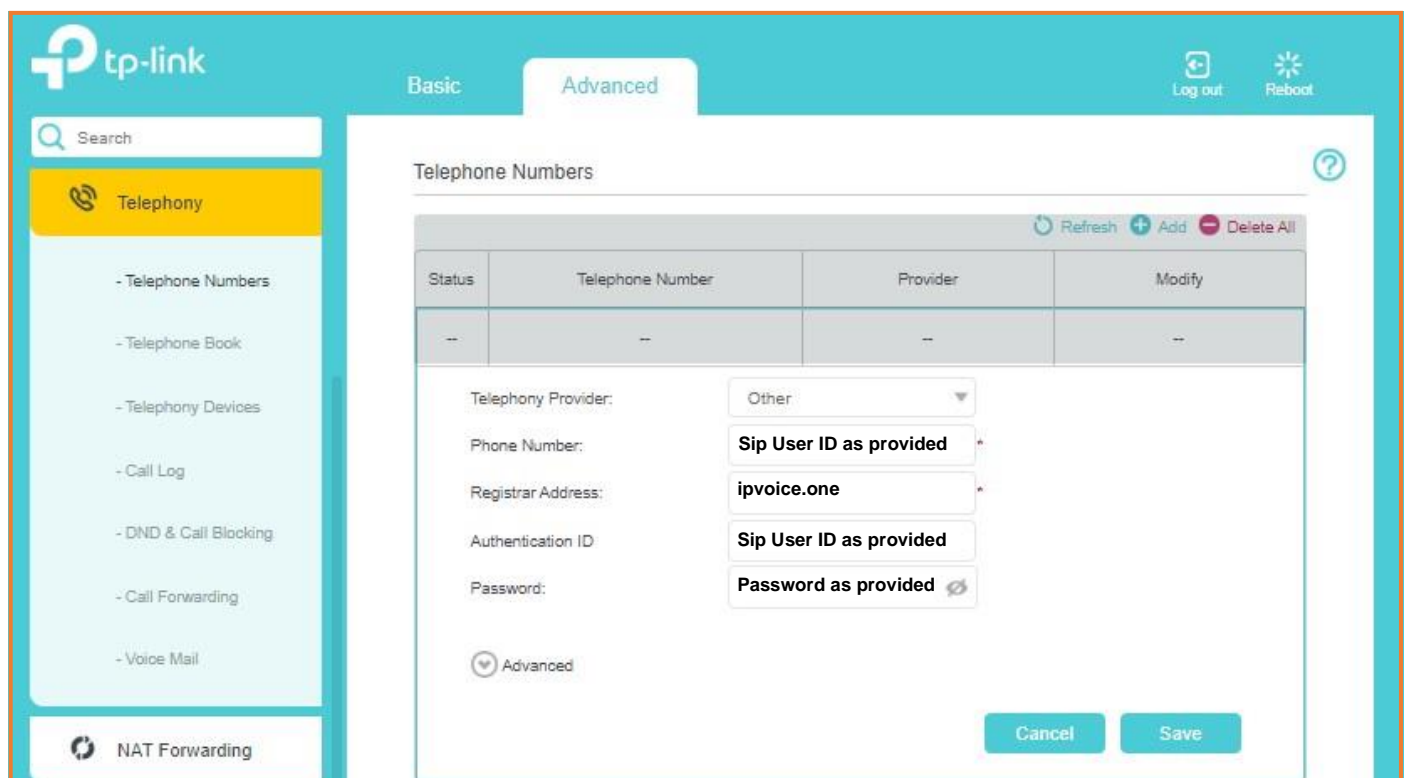 tp-link
Basic
Advanced
Log out
Reboot
Search
Telephony
- Telephone Numbers
- Telephone Book
- Telephony Devices
- Call Log
- DND & Call Blocking
- Call Forwarding
- Voice Mail
NAT Forwarding
Telephone Numbers
Refresh Add Delete All
Status Telephone Number Provider Modify
-- -- -- --
Telephony Provider: Other
Phone Number: Sip User ID as provided *
Registrar Address: ipvoice.one *
Authentication ID Sip User ID as provided
Password: Password as provided
Advanced
Cancel Save